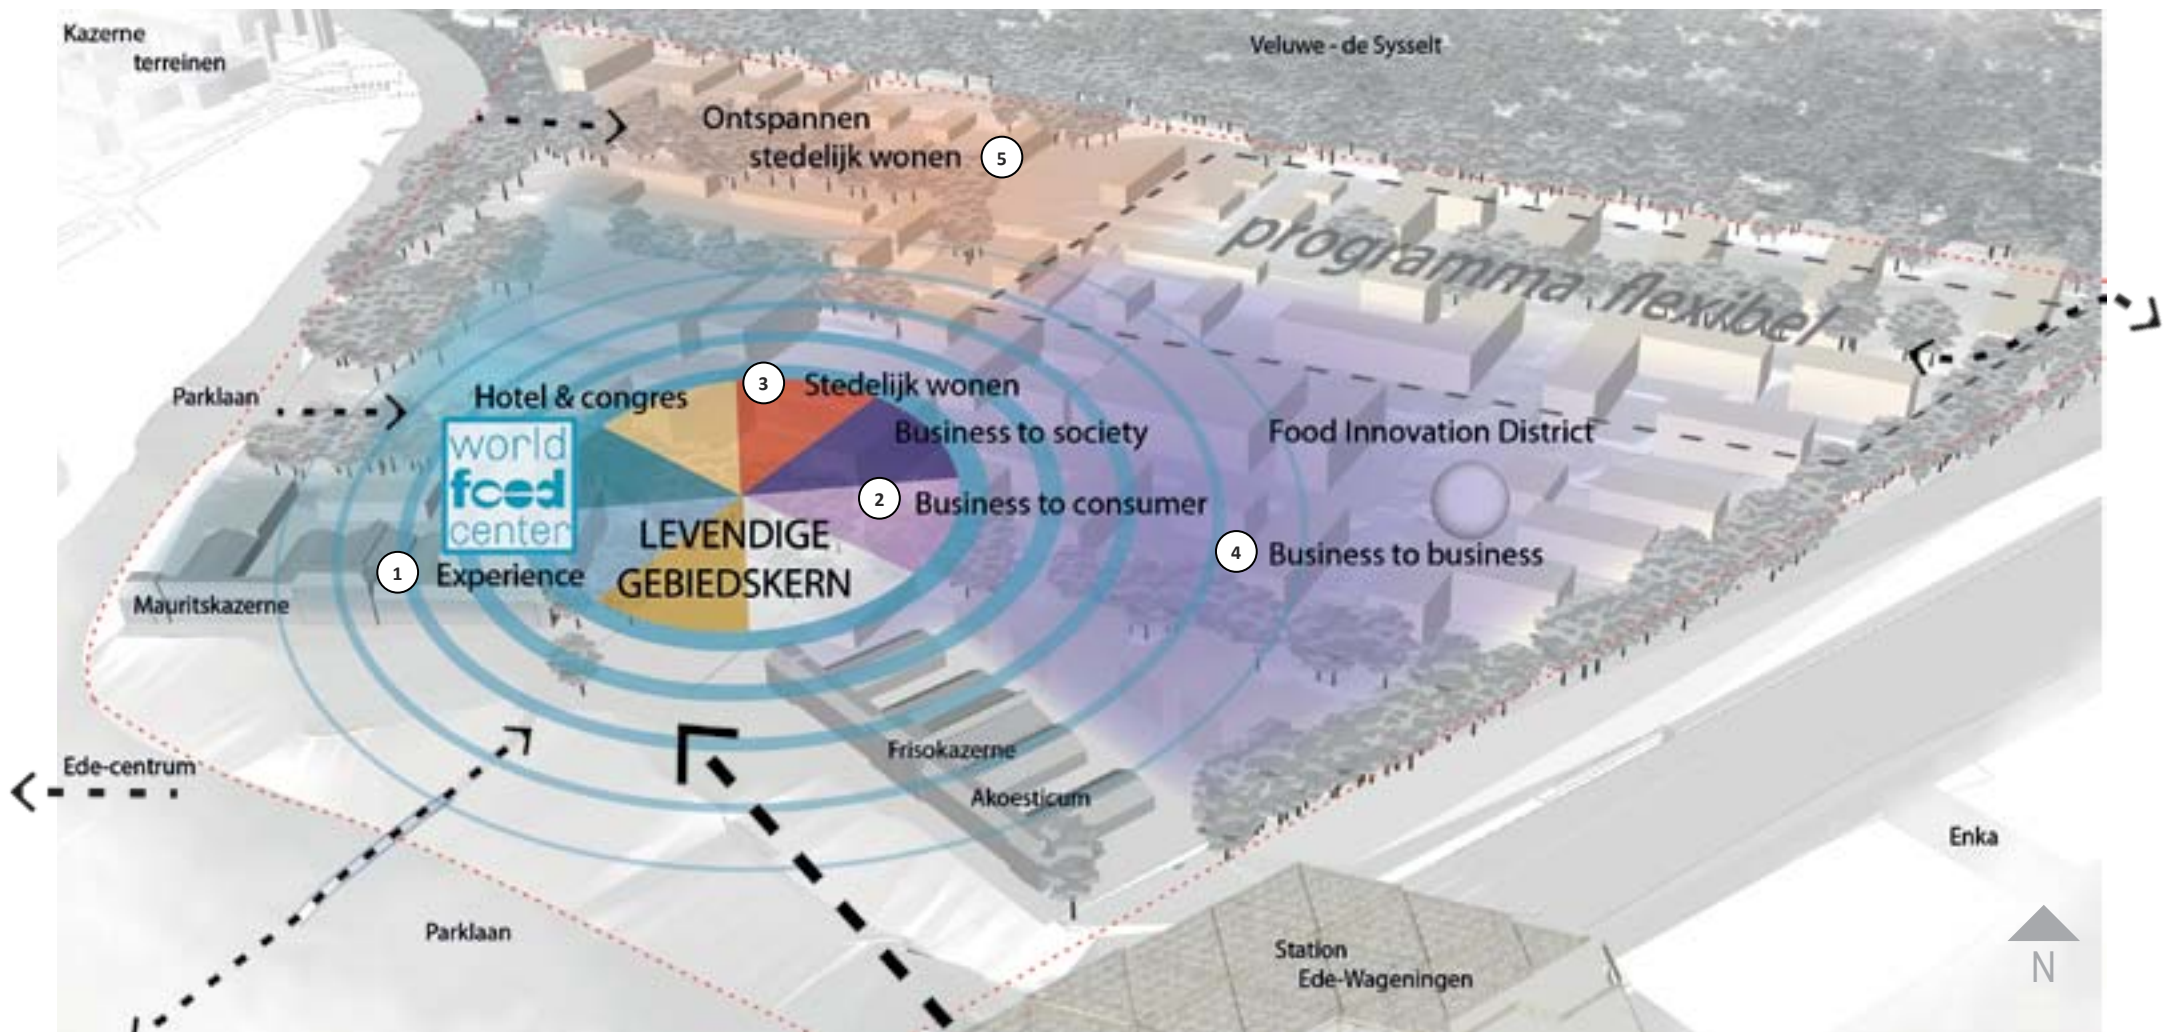 Kazerne
terreinen
Veluwe - de Sysselt
Ontspannen
stedelijk wonen 5
programma flexibel
Parklaan
Hotel & congres
3 Stedelijk wonen
Business to society
Food Innovation District
world
food
center
2 Business to consumer
LEVENDIGE
GEBIEDSKERN
4 Business to business
1 Experience
Mauritskazerne
Frisokazerne
Ede-centrum
Akoesticum
Enka
Parklaan
Station
Ede-Wageningen
N